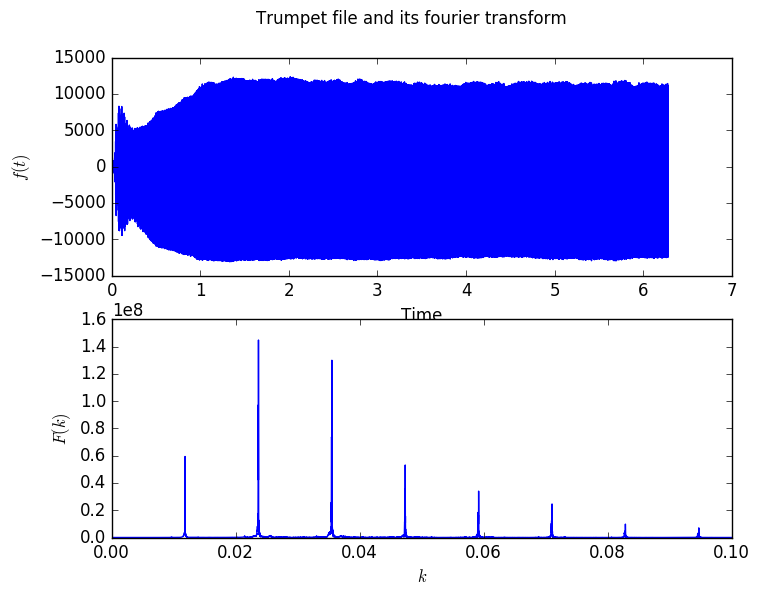 Trumpet file and its fourier transform
15000
10000
5000
0
−5000
−10000
−15000
f(t)
0 1 2 3 4 5 6 7
Time
1e8
1.6
1.4
1.2
1.0
0.8
0.6
0.4
0.2
0.0
F(k)
0.00 0.02 0.04 0.06 0.08 0.10
k